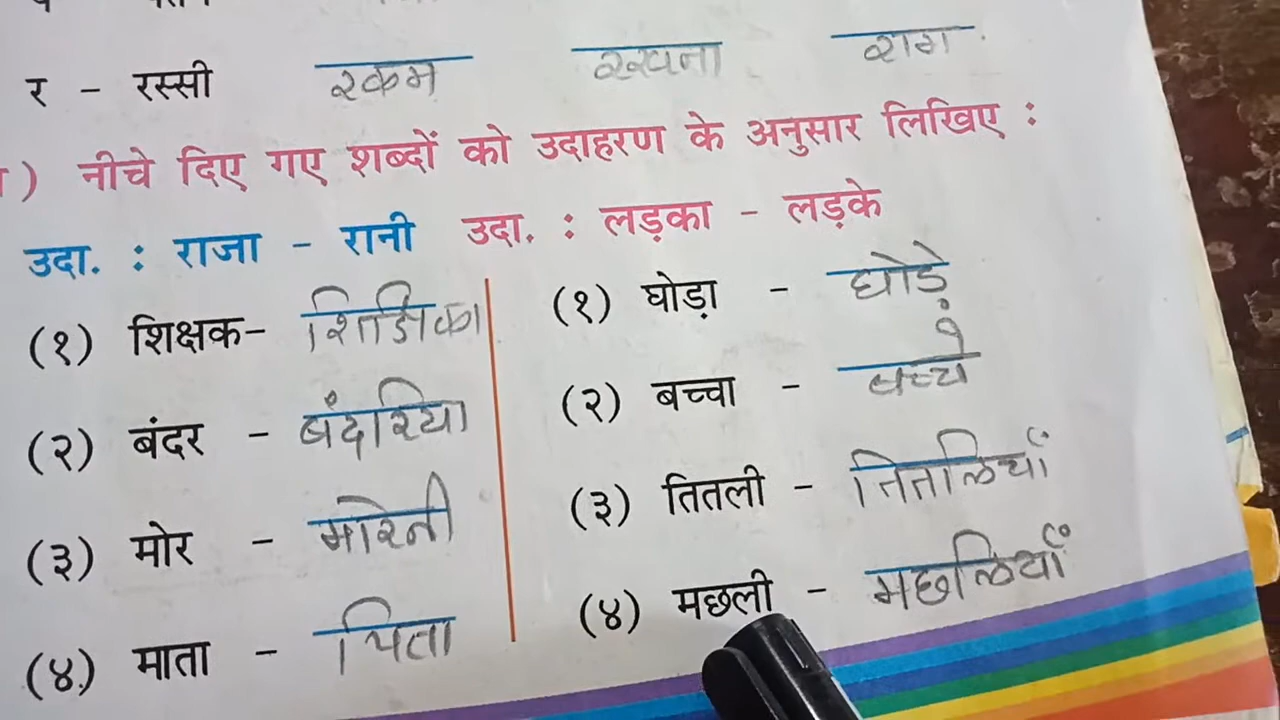 र - रस्सी रकम रखना राग
) नीचे दिए गए शब्दों को उदाहरण के अनुसार लिखिए :
उदा. : राजा - रानी उदा. : लड़का - लड़के
(१) शिक्षक - शिक्षिका (१) घोड़ा - घोड़े
(२) बंदर - बंदरिया (२) बच्चा - बच्चे
(३) मोर - मोरनी (३) तितली - तितलियाँ
(४) माता - पिता (४) मछली - मछलियाँ